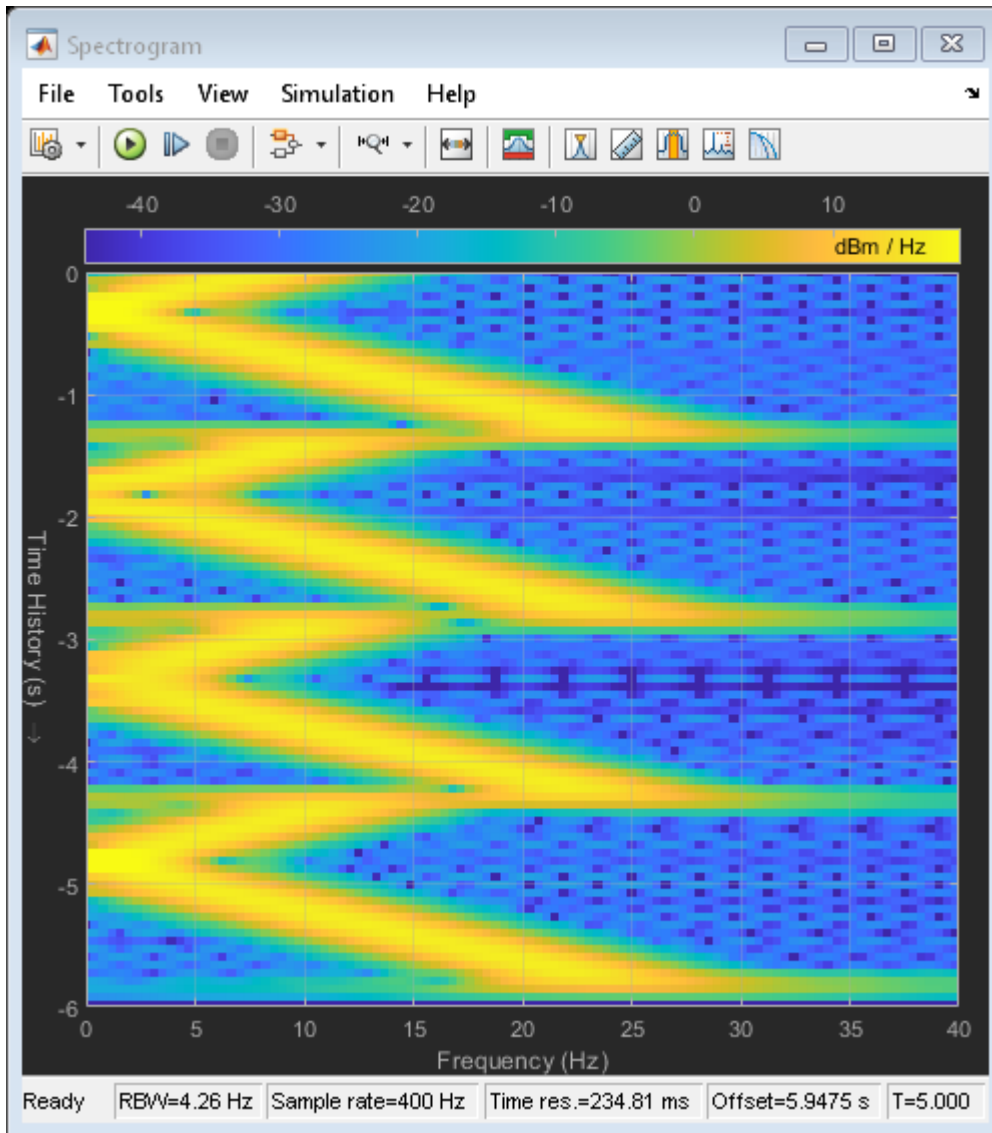 Spectrogram
File Tools View Simulation Help
-40 -30 -20 -10 0 10
dBm / Hz
0
-1
-2
-3
-4
-5
-6
Time History (s) →
0 5 10 15 20 25 30 35 40
Frequency (Hz)
Ready RBW=4.26 Hz Sample rate=400 Hz Time res.=234.81 ms Offset=5.9475 s T=5.000